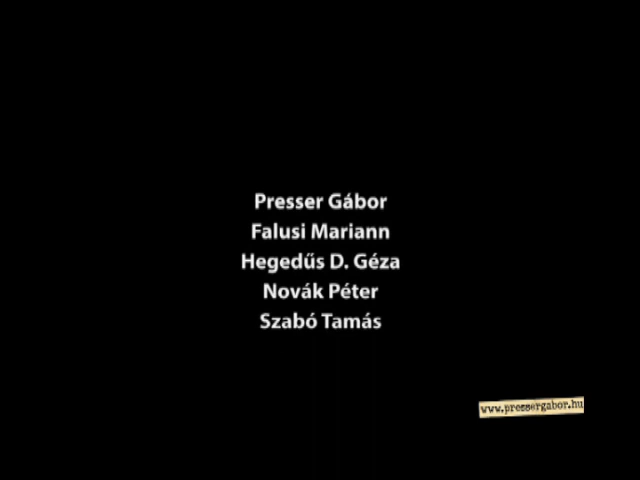 Presser Gábor
Falusi Mariann
Hegedűs D. Géza
Novák Péter
Szabó Tamás
www.pressergabor.hu